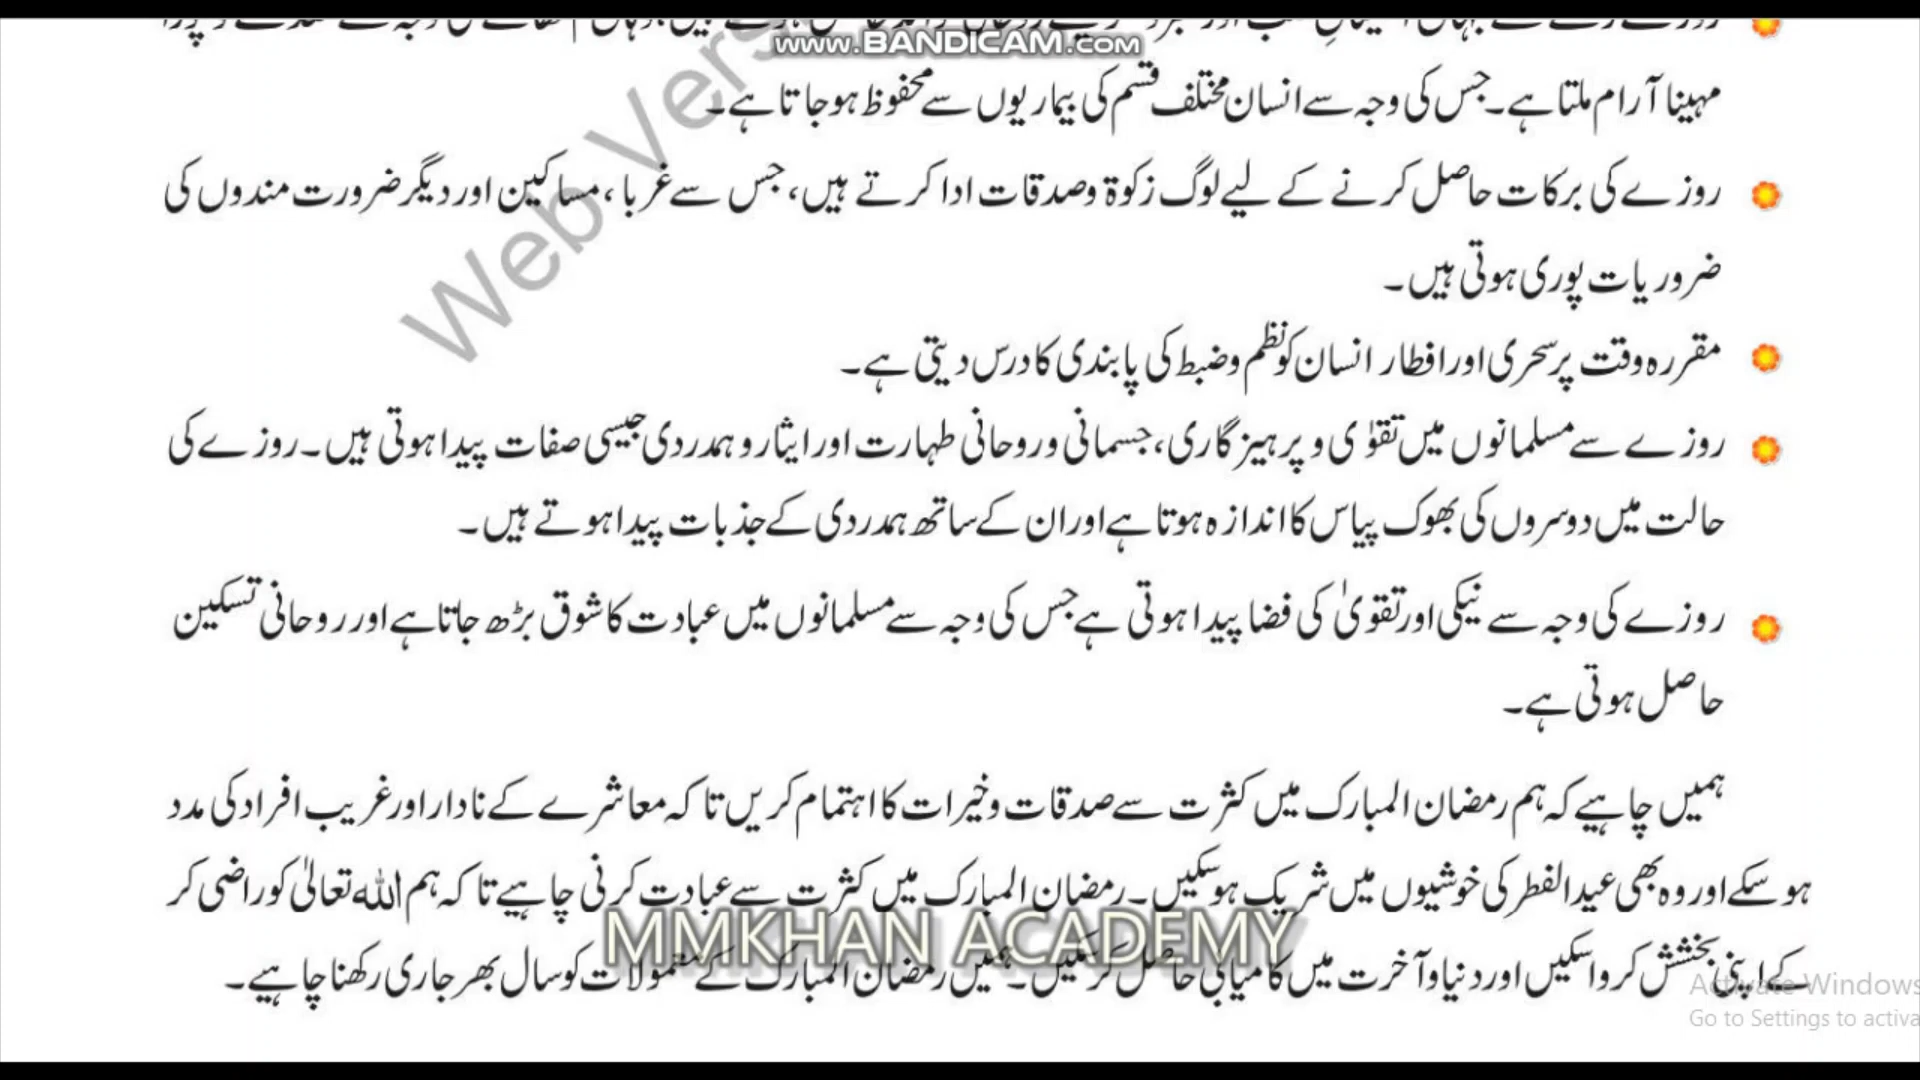 www.BANDICAM.com
مہینا آرام ملتا ہے۔ جس کی وجہ سے انسان مختلف قسم کی بیماریوں سے محفوظ ہو جاتا ہے۔
روزے کی برکات حاصل کرنے کے لیے لوگ زکوۃ و صدقات ادا کرتے ہیں، جس سے غربا، مساکین اور دیگر ضرورت مندوں کی
ضروریات پوری ہوتی ہیں۔
مقررہ وقت پر سحری اور افطار انسان کو نظم و ضبط کی پابندی کا درس دیتی ہے۔
روزے سے مسلمانوں میں تقوٰی و پرہیزگاری، جسمانی و روحانی طہارت اور ایثار و ہمدردی جیسی صفات پیدا ہوتی ہیں۔ روزے کی
حالت میں دوسروں کی بھوک پیاس کا اندازہ ہوتا ہے اور ان کے ساتھ ہمدردی کے جذبات پیدا ہوتے ہیں۔
روزے کی وجہ سے نیکی اور تقویٰ کی فضا پیدا ہوتی ہے جس کی وجہ سے مسلمانوں میں عبادت کا شوق بڑھ جاتا ہے اور روحانی تسکین
حاصل ہوتی ہے۔
ہمیں چاہیے کہ ہم رمضان المبارک میں کثرت سے صدقات و خیرات کا اہتمام کریں تاکہ معاشرے کے نادار اور غریب افراد کی مدد
ہو سکے اور وہ بھی عید الفطر کی خوشیوں میں شریک ہو سکیں۔ رمضان المبارک میں کثرت سے عبادت کرنی چاہیے تاکہ ہم اللہ تعالیٰ کو راضی کر
کے اپنی بخشش کروا سکیں اور دنیا و آخرت میں کامیابی حاصل کر سکیں۔ ہمیں رمضان المبارک کے معمولات کو سال بھر جاری رکھنا چاہیے۔
MMKHAN ACADEMY
Web Vers
Activate Windows
Go to Settings to activa